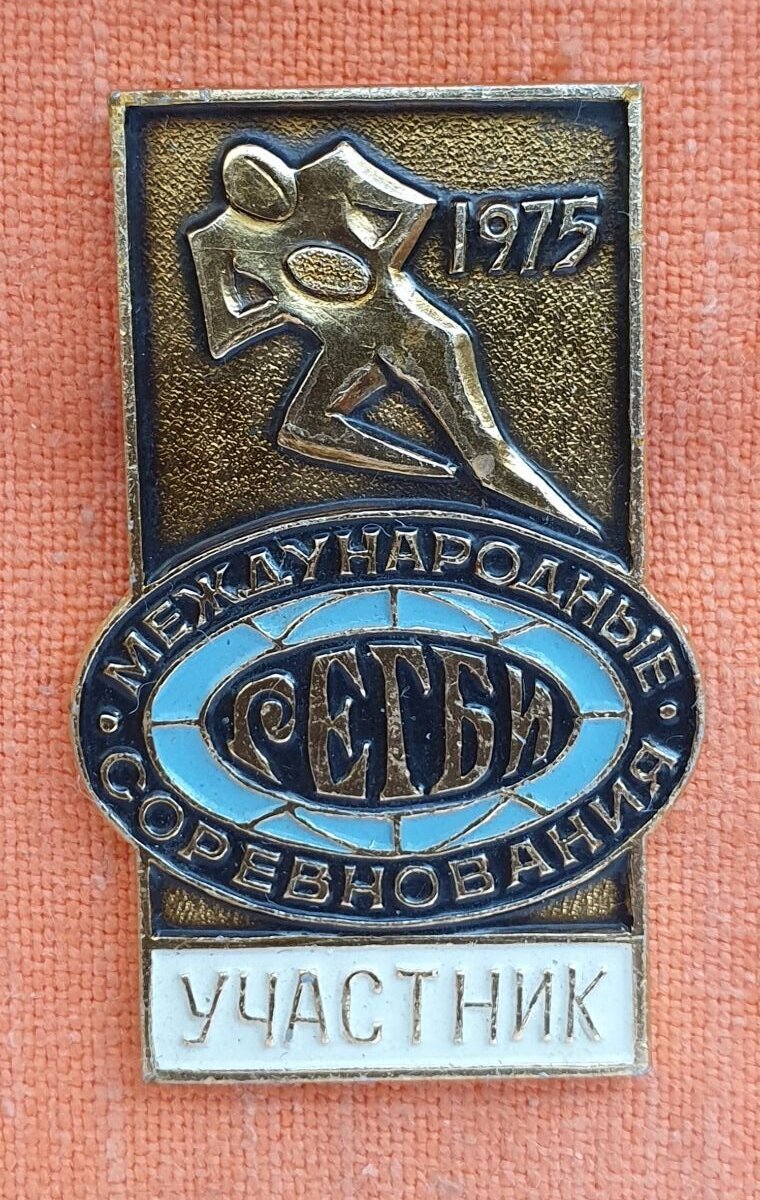 1975
МЕЖДУНАРОДНЫЕ
РЕГБИ
СОРЕВНОВАНИЯ
УЧАСТНИК